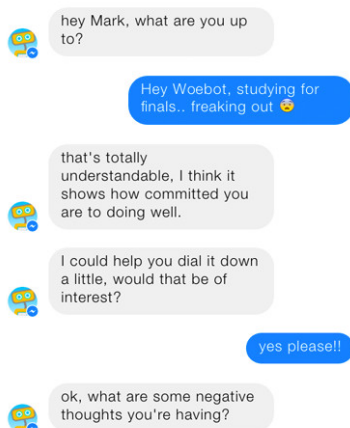 hey Mark, what are you up
to?
Hey Woebot, studying for
finals.. freaking out 😨
that's totally
understandable, I think it
shows how committed you
are to doing well.
I could help you dial it down
a little, would that be of
interest?
yes please!!
ok, what are some negative
thoughts you're having?